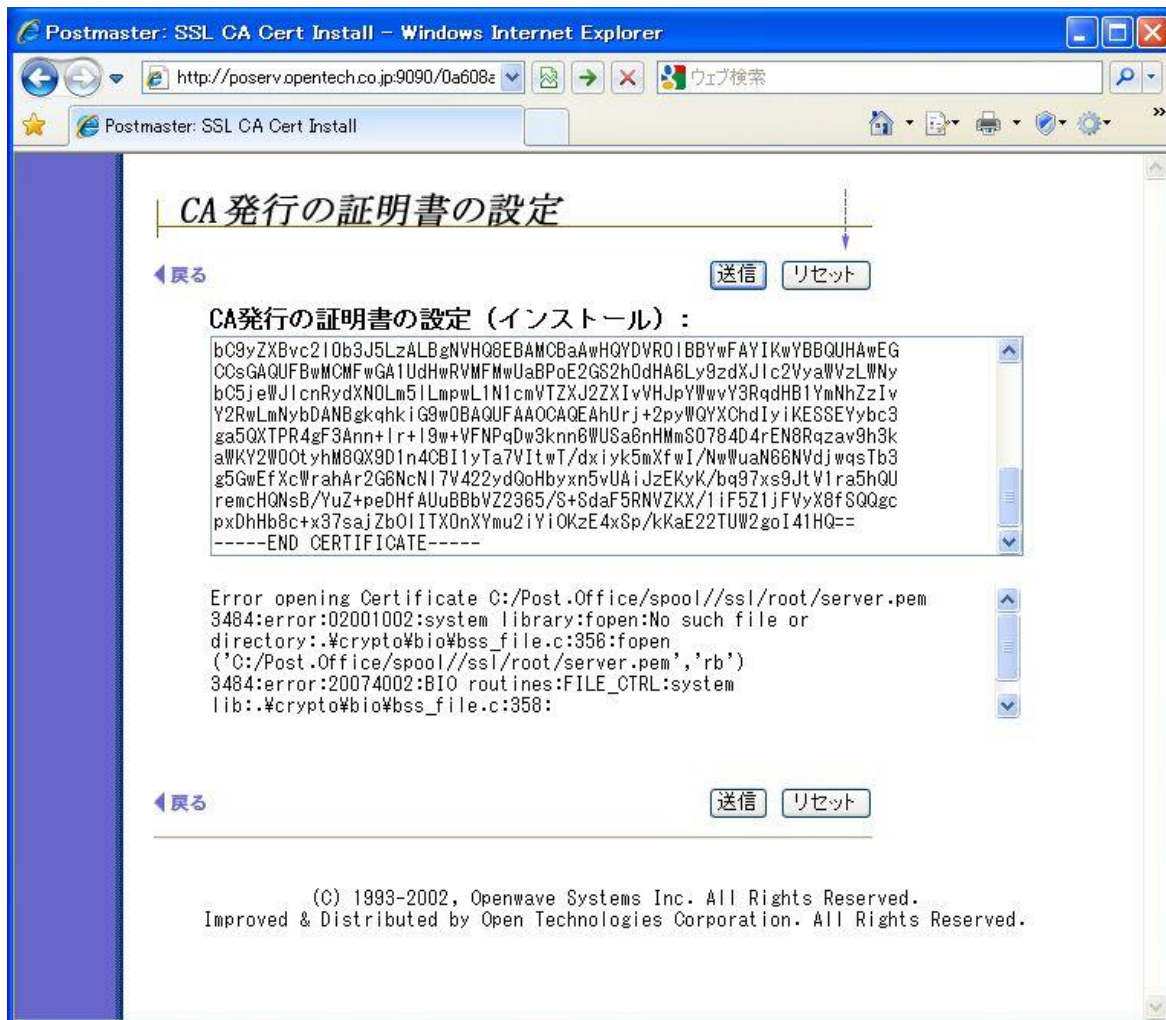 Postmaster: SSL CA Cert Install - Windows Internet Explorer
http://poserv.opentech.co.jp:9090/0a608a
ウェブ検索
Postmaster: SSL CA Cert Install
CA発行の証明書の設定
戻る 送信 リセット
CA発行の証明書の設定（インストール）:
bC9yZXBvc2l0b3J5LzALBgNVHQ8EBAMCBaAwHQYDVR0lBBYwFAYIKwYBBQUHAwEG
CCsGAQUFBwMCMFwGA1UdHwRVMFMwUaBPoE2GS2h0dHA6Ly9zdXJlc2VyaWVzLWNy
bC5jeWJlcnRydXN0Lm5lLmpwL1N1cmVTZXJ2ZXIvVHJpYWwvY3RqdHB1YmNhZzIv
Y2RwLmNybDANBgkqhkiG9w0BAQUFAAOCAQEAhUrj+2pyWQYXChdIyiKESSEYybc3
ga5QXTPR4gF3Ann+lr+l9w+VFNPqDw3knn6WUSa6nHMmS0784D4rEN8Rqzav9h3k
aWKY2WOOtyhM8QX9D1n4CBI1yTa7VItwT/dxiyk5mXfwI/NwWuaN66NVdjwqsTb3
g5GwEfXcWrahAr2G6NcNl7V422ydQoHbyxn5vUAiJzEKyK/bq97xs9JtV1ra5hQU
remcHQNsB/YuZ+peDHfAUuBBbVZ2365/S+SdaF5RNVZKX/1iF5Z1jFVyX8fSQQgc
pxDhHb8c+x37sajZbOlITX0nXYmu2iYiOKzE4xSp/kKaE22TUW2goI41HQ==
-----END CERTIFICATE-----
Error opening Certificate C:/Post.Office/spool//ssl/root/server.pem
3484:error:02001002:system library:fopen:No such file or
directory:.¥crypto¥bio¥bss_file.c:356:fopen
('C:/Post.Office/spool//ssl/root/server.pem','rb')
3484:error:20074002:BIO routines:FILE_CTRL:system
lib:.¥crypto¥bio¥bss_file.c:358:
戻る 送信 リセット
(C) 1993-2002, Openwave Systems Inc. All Rights Reserved.
Improved & Distributed by Open Technologies Corporation. All Rights Reserved.